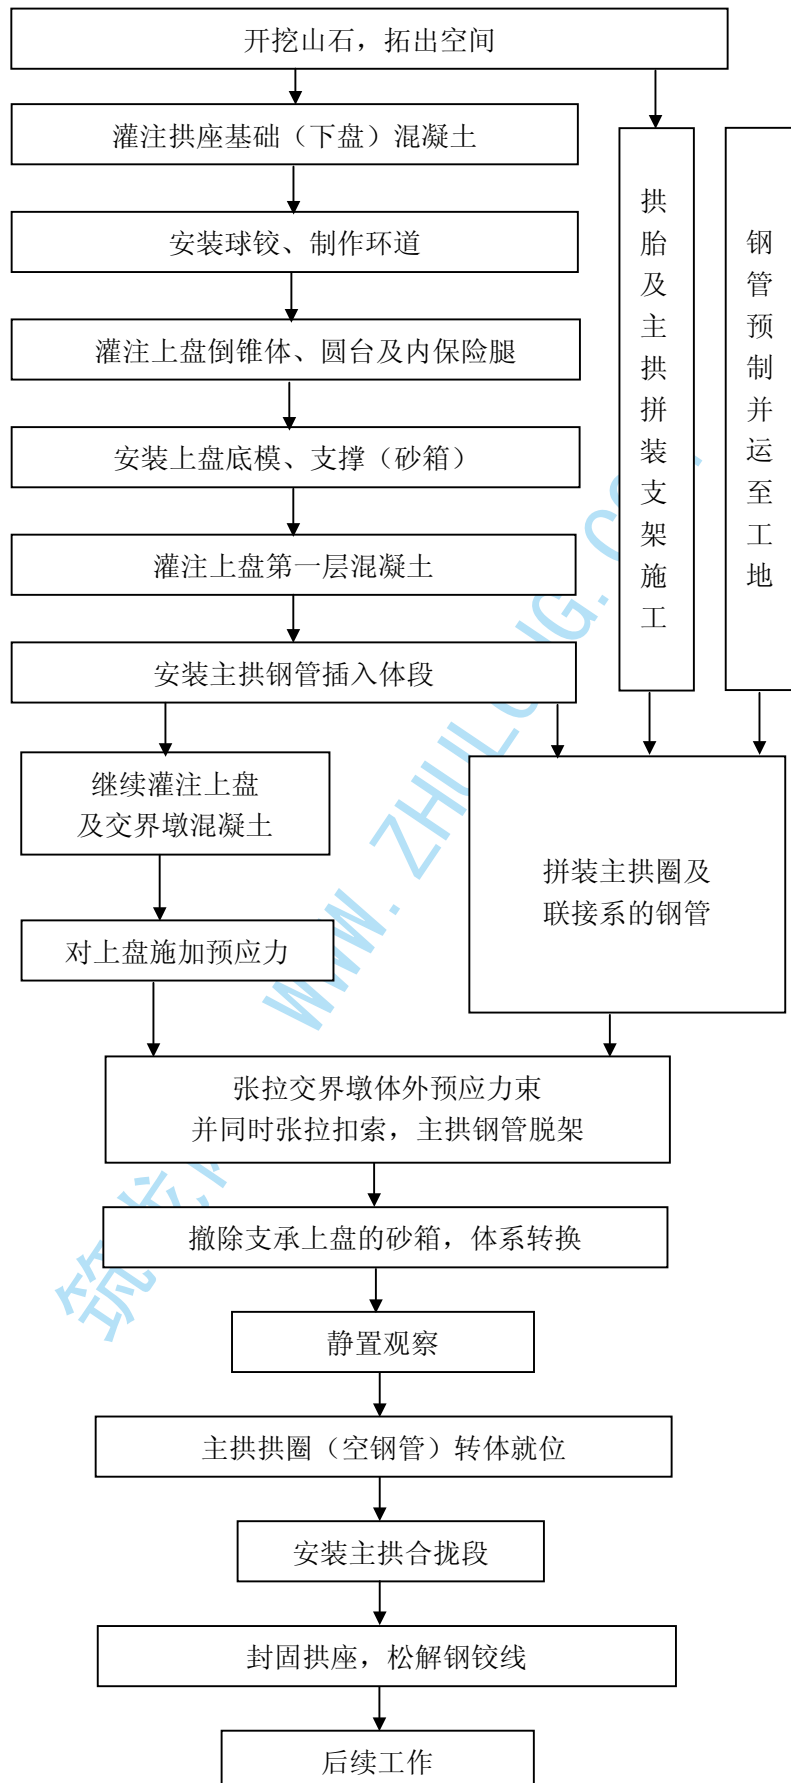 开挖山石，拓出空间
灌注拱座基础（下盘）混凝土
安装球铰、制作环道
灌注上盘倒锥体、圆台及内保险腿
安装上盘底模、支撑（砂箱）
灌注上盘第一层混凝土
安装主拱钢管插入体段
拱胎及主拱拼装支架施工
钢管预制并运至工地
继续灌注上盘
及交界墩混凝土
对上盘施加预应力
拼装主拱圈及
联接系的钢管
张拉交界墩体外预应力束
并同时张拉扣索，主拱钢管脱架
撤除支承上盘的砂箱，体系转换
静置观察
主拱拱圈（空钢管）转体就位
安装主拱合拢段
封固拱座，松解钢铰线
后续工作